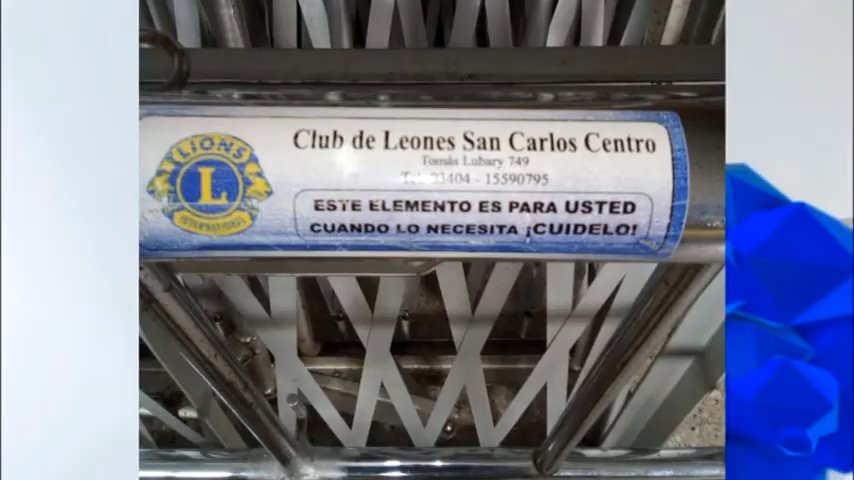 LIONS
L
INTERNATIONAL
Club de Leones San Carlos Centro
Tomás Lubary 749
Tel. 03404 - 15590795
ESTE ELEMENTO ES PARA USTED
CUANDO LO NECESITA ¡CUIDELO!